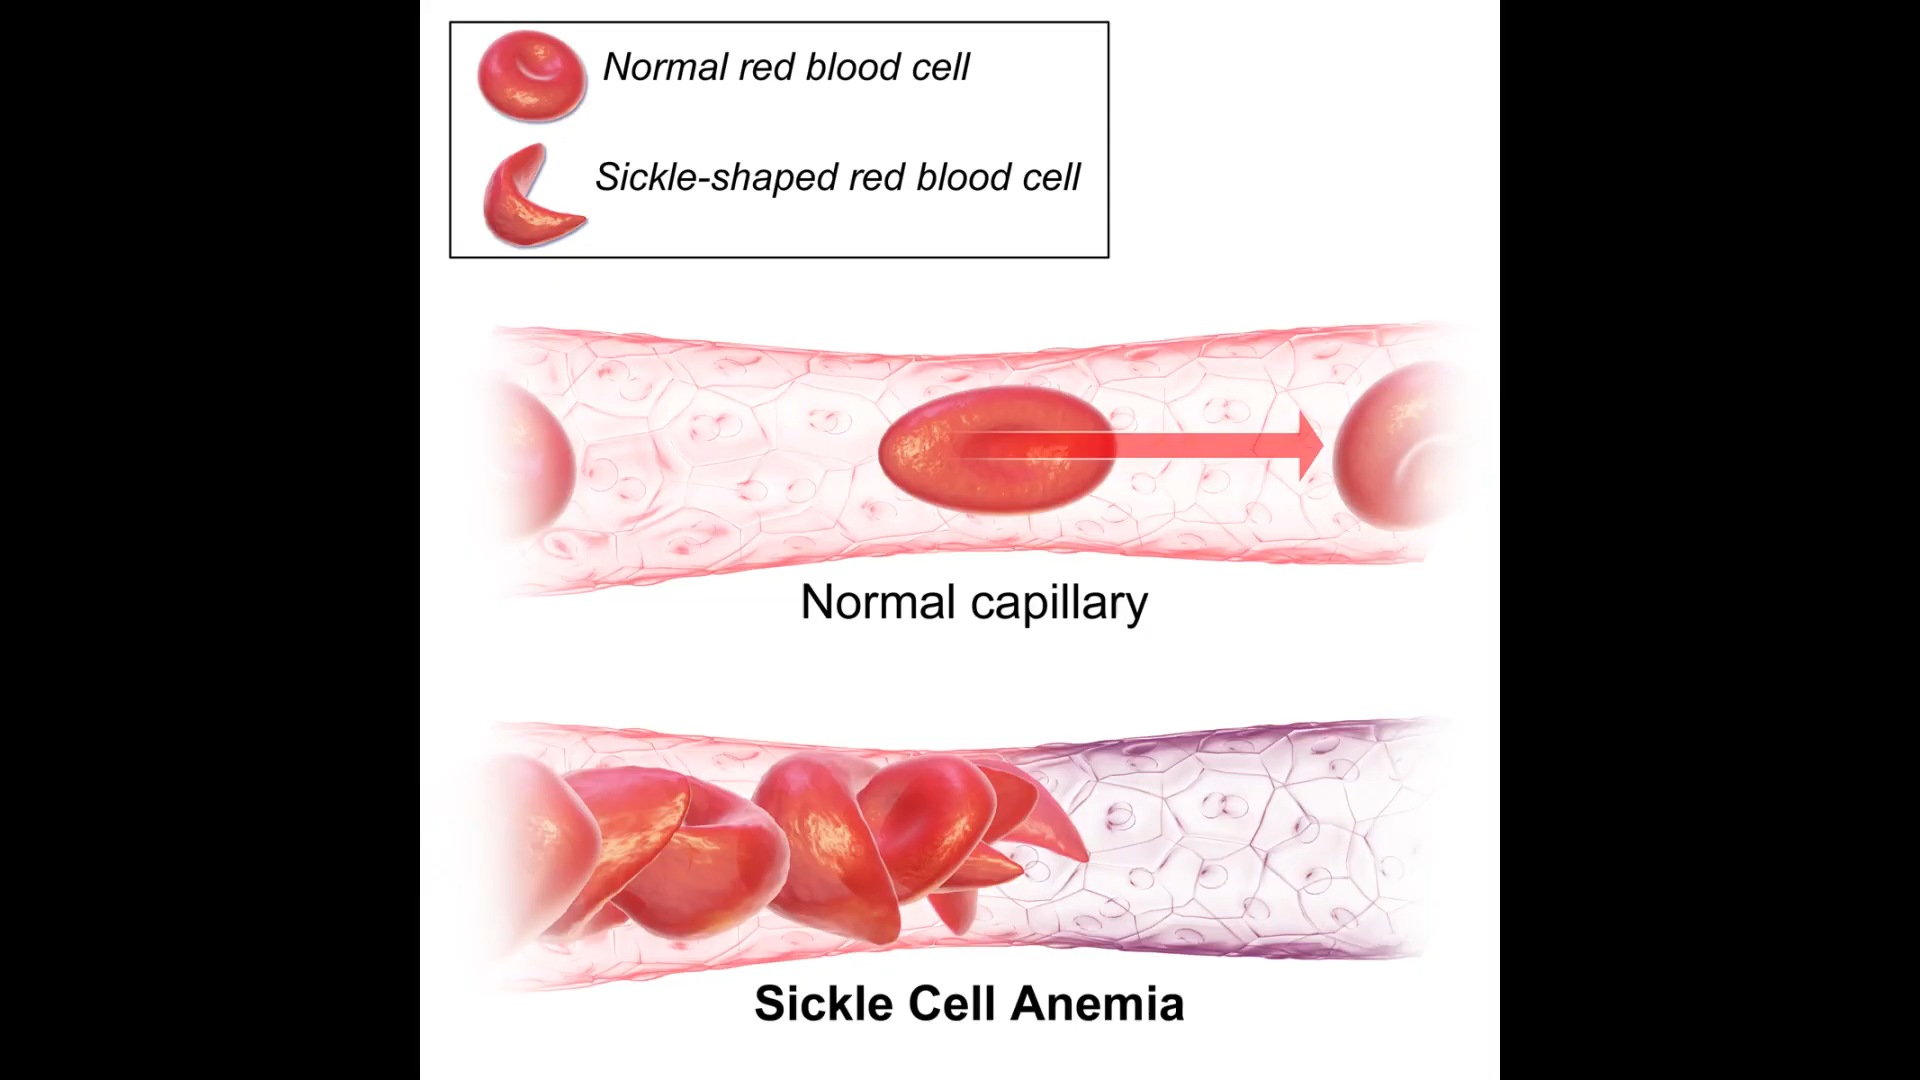 Normal red blood cell
Sickle-shaped red blood cell
Normal capillary
Sickle Cell Anemia